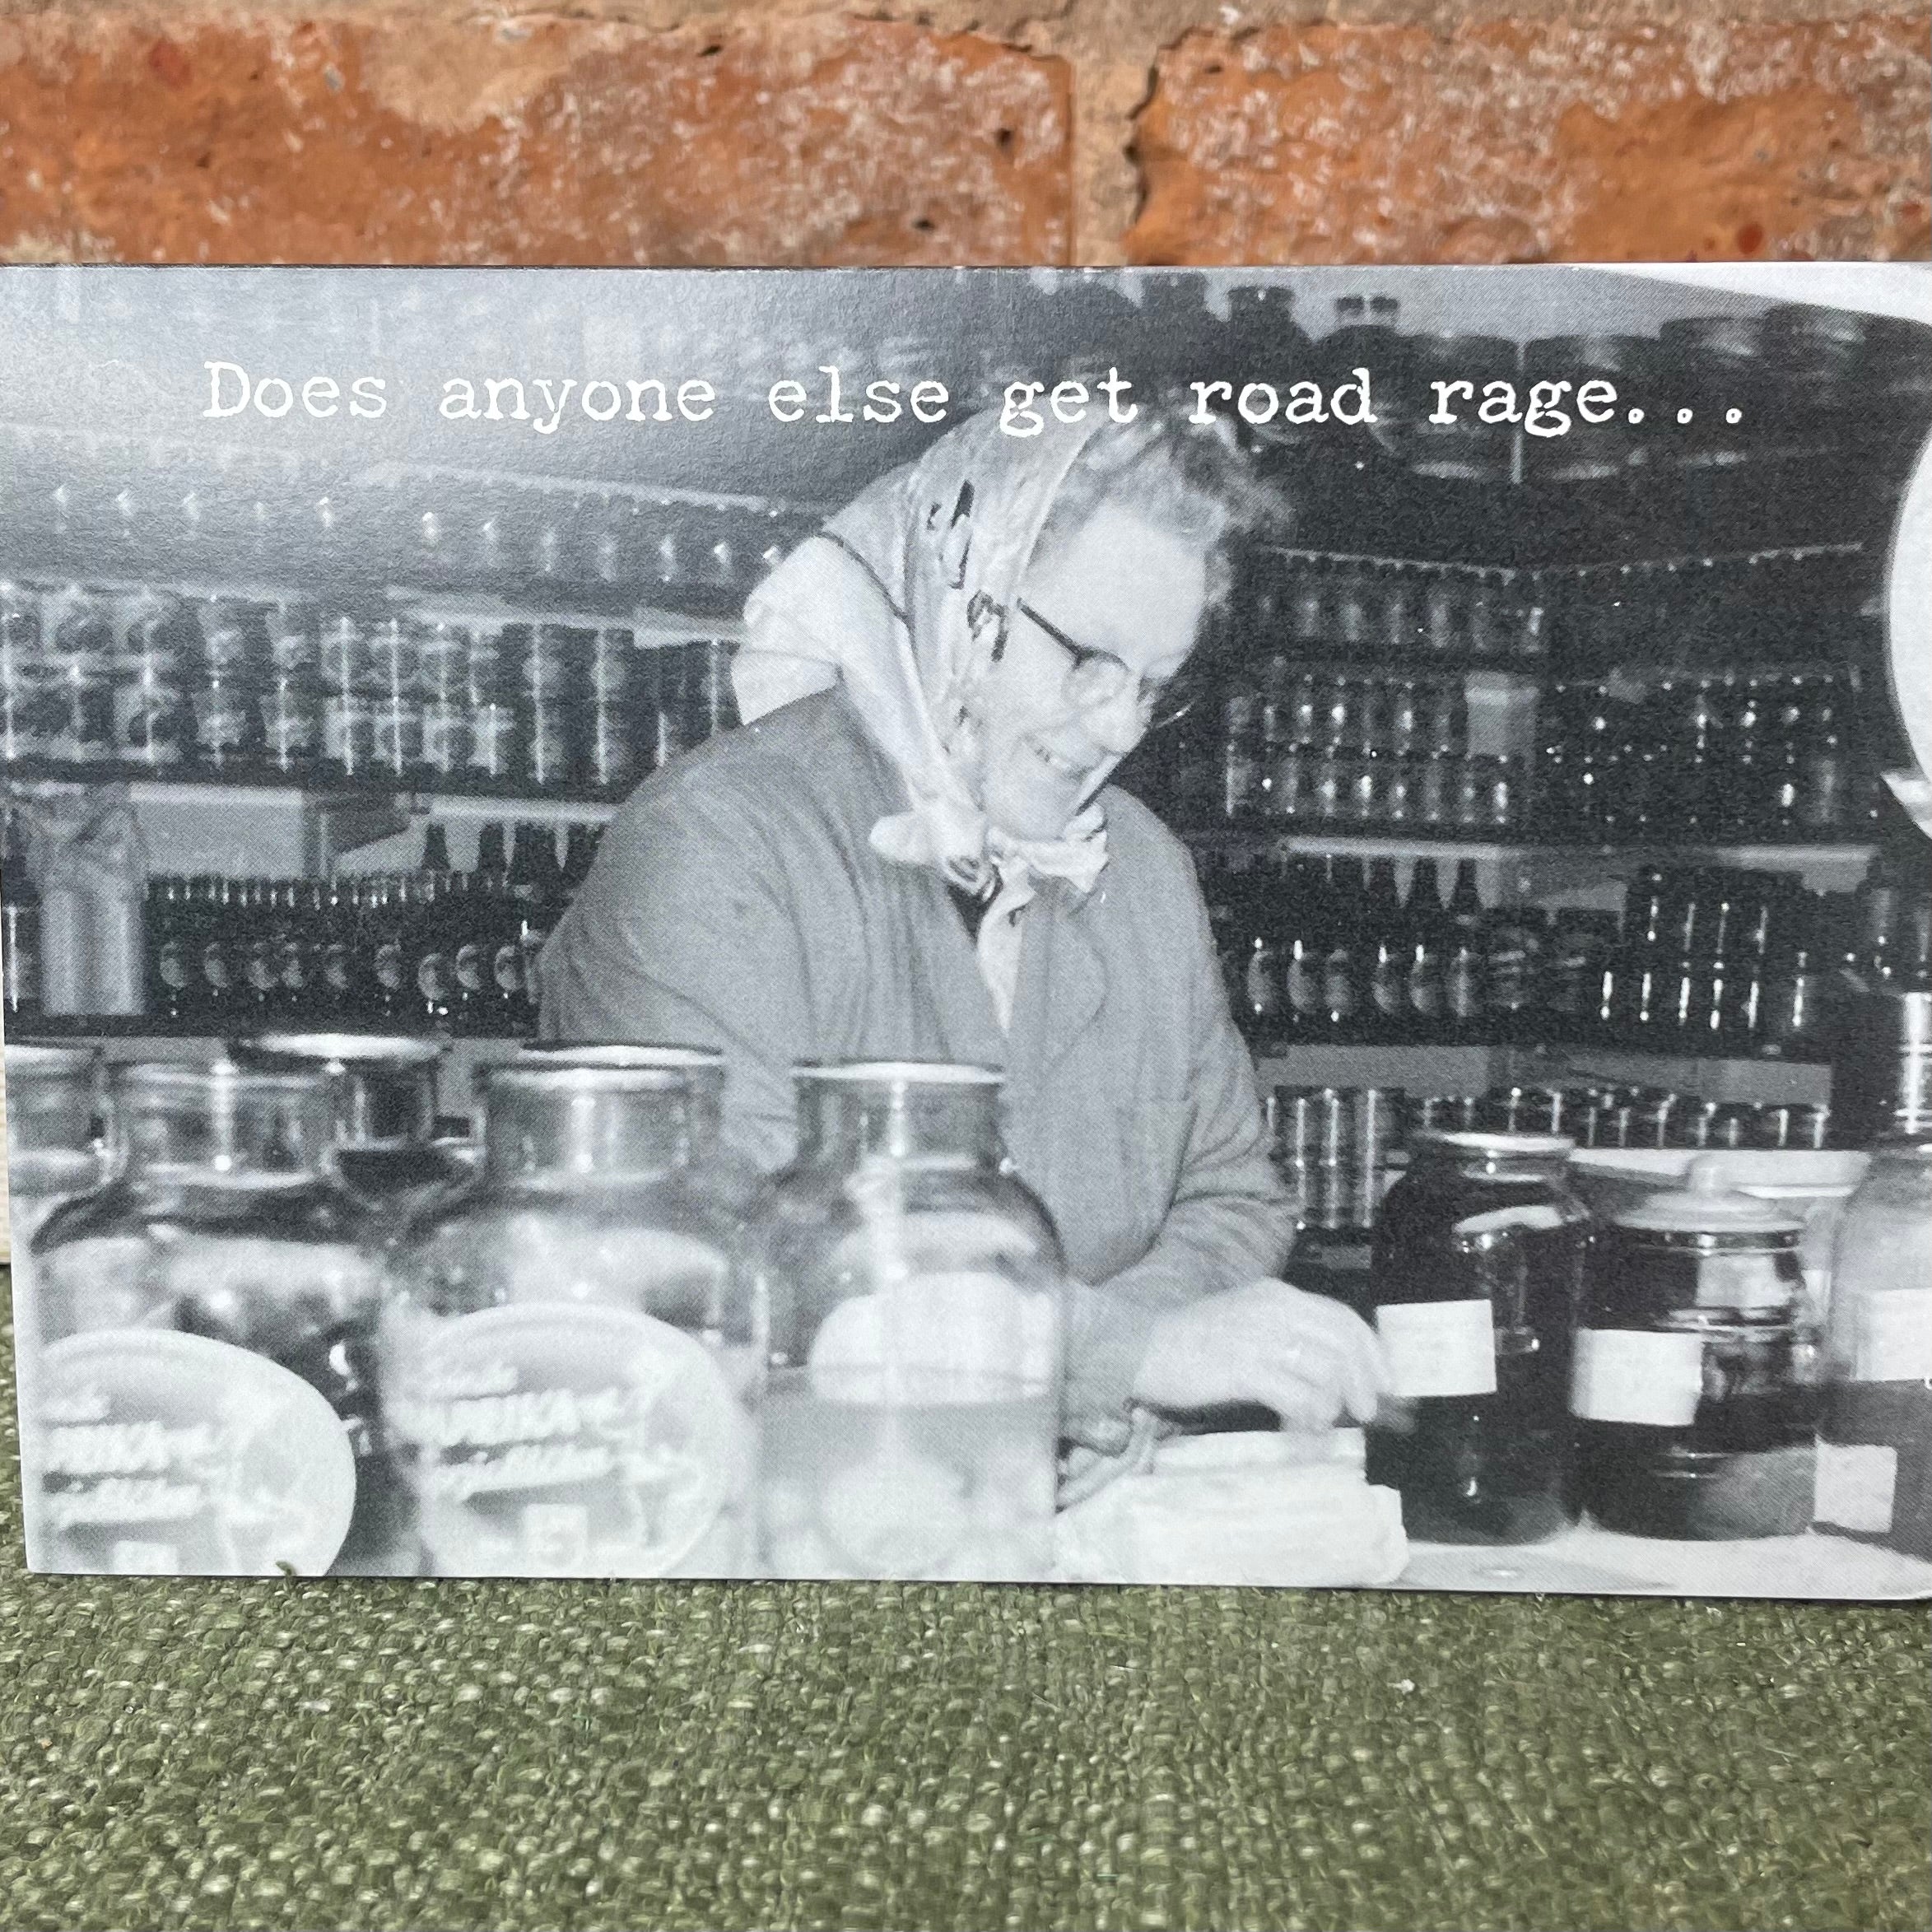 Does anyone else get road rage...